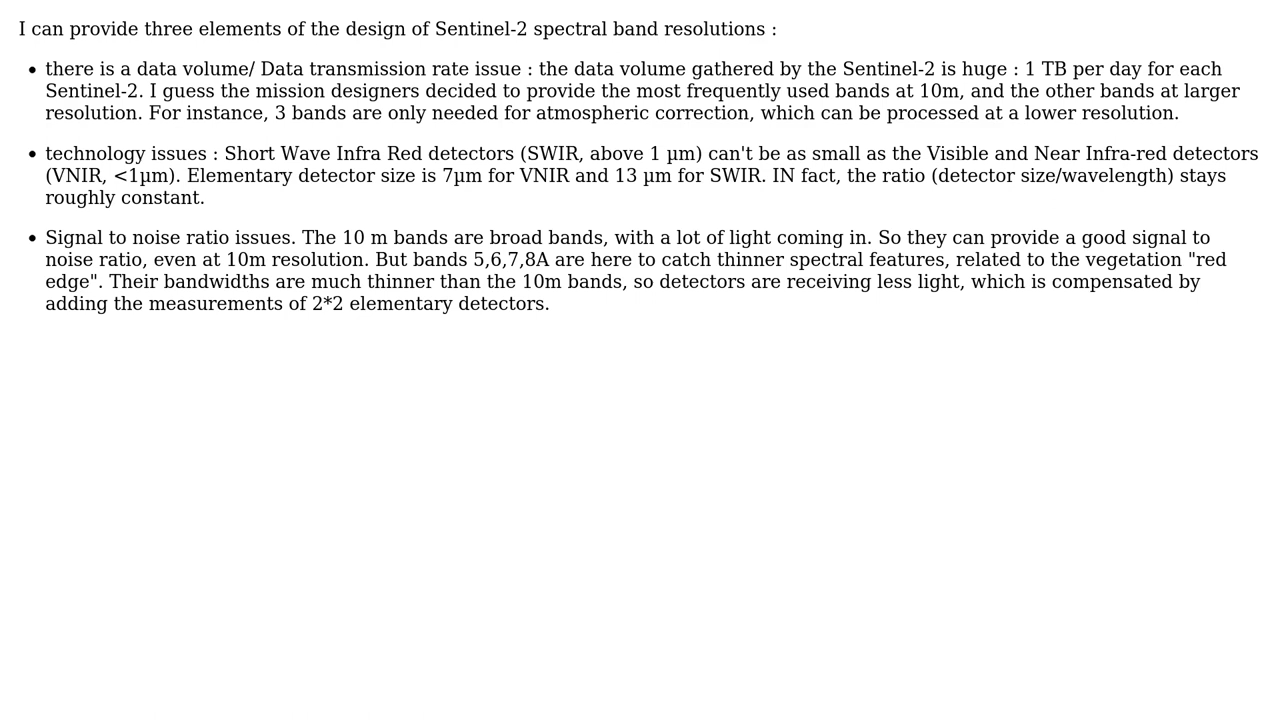 I can provide three elements of the design of Sentinel-2 spectral band resolutions :
• there is a data volume/ Data transmission rate issue : the data volume gathered by the Sentinel-2 is huge : 1 TB per day for each
Sentinel-2. I guess the mission designers decided to provide the most frequently used bands at 10m, and the other bands at larger
resolution. For instance, 3 bands are only needed for atmospheric correction, which can be processed at a lower resolution.
• technology issues : Short Wave Infra Red detectors (SWIR, above 1 µm) can't be as small as the Visible and Near Infra-red detectors
(VNIR, <1µm). Elementary detector size is 7µm for VNIR and 13 µm for SWIR. IN fact, the ratio (detector size/wavelength) stays
roughly constant.
• Signal to noise ratio issues. The 10 m bands are broad bands, with a lot of light coming in. So they can provide a good signal to
noise ratio, even at 10m resolution. But bands 5,6,7,8A are here to catch thinner spectral features, related to the vegetation "red
edge". Their bandwidths are much thinner than the 10m bands, so detectors are receiving less light, which is compensated by
adding the measurements of 2*2 elementary detectors.